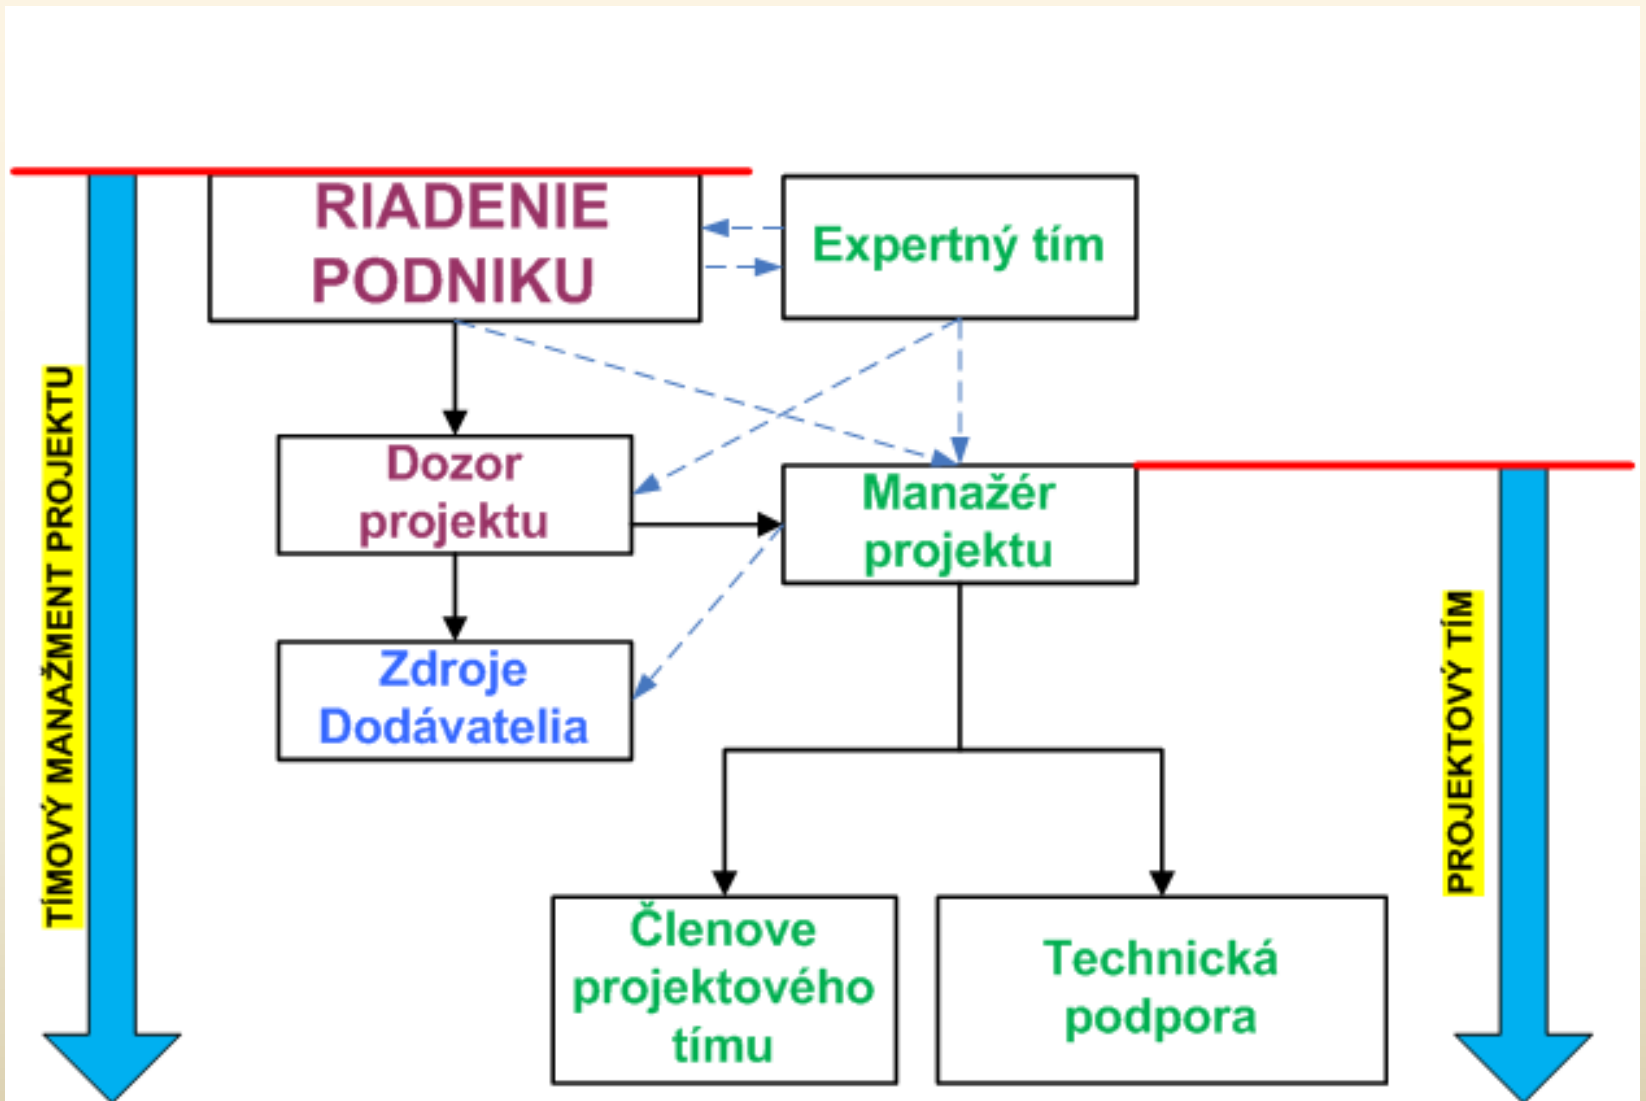 RIADENIE
PODNIKU
Expertný tím
Dozor
projektu
Manažér
projektu
Zdroje
Dodávatelia
Členove
projektového
tímu
Technická
podpora
TÍMOVÝ MANAŽMENT PROJEKTU
PROJEKTOVÝ TÍM